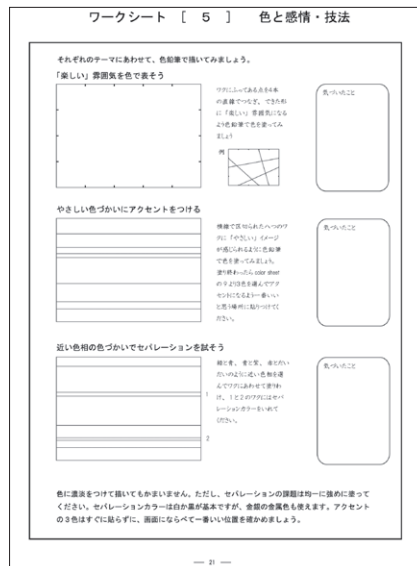 ワークシート [ 5 ] 色と感情・技法
それぞれのテーマにあわせて、色鉛筆で描いてみましょう。
「楽しい」雰囲気を色で表そう
ワクにふってある点を6本
の直線でつなぎ、できた形
に「楽しい」雰囲気になる
よう色鉛筆で色を塗ってみ
ましょう
例
気づいたこと
やさしい色づかいにアクセントをつける
横線で区切られた八つのワ
クに「やさしい」イメージ
が感じられるように色鉛筆
で色を塗ってみましょう。
塗り終わったら color sheet
の9より3色を選んでアク
セントになるよう一番いい
と思う場所に貼りつけてく
ださい。
気づいたこと
近い色相の色づかいでセパレーションを試そう
緑と青、青と紫、赤とだい
だいのように近い色相を選
んでワクにあわせて塗りわ
け、1と2のワクにはセパ
レーションカラーをいれて
ください。
1
2
気づいたこと
色に濃淡をつけて描いてもかまいません。ただし、セパレーションの課題は均一に強めに塗って
ください。セパレーションカラーは白か黒が基本ですが、金銀の金属色も使えます。アクセント
の3色はすぐに貼らずに、画面にならべて一番いい位置を確かめましょう。
— 21 —